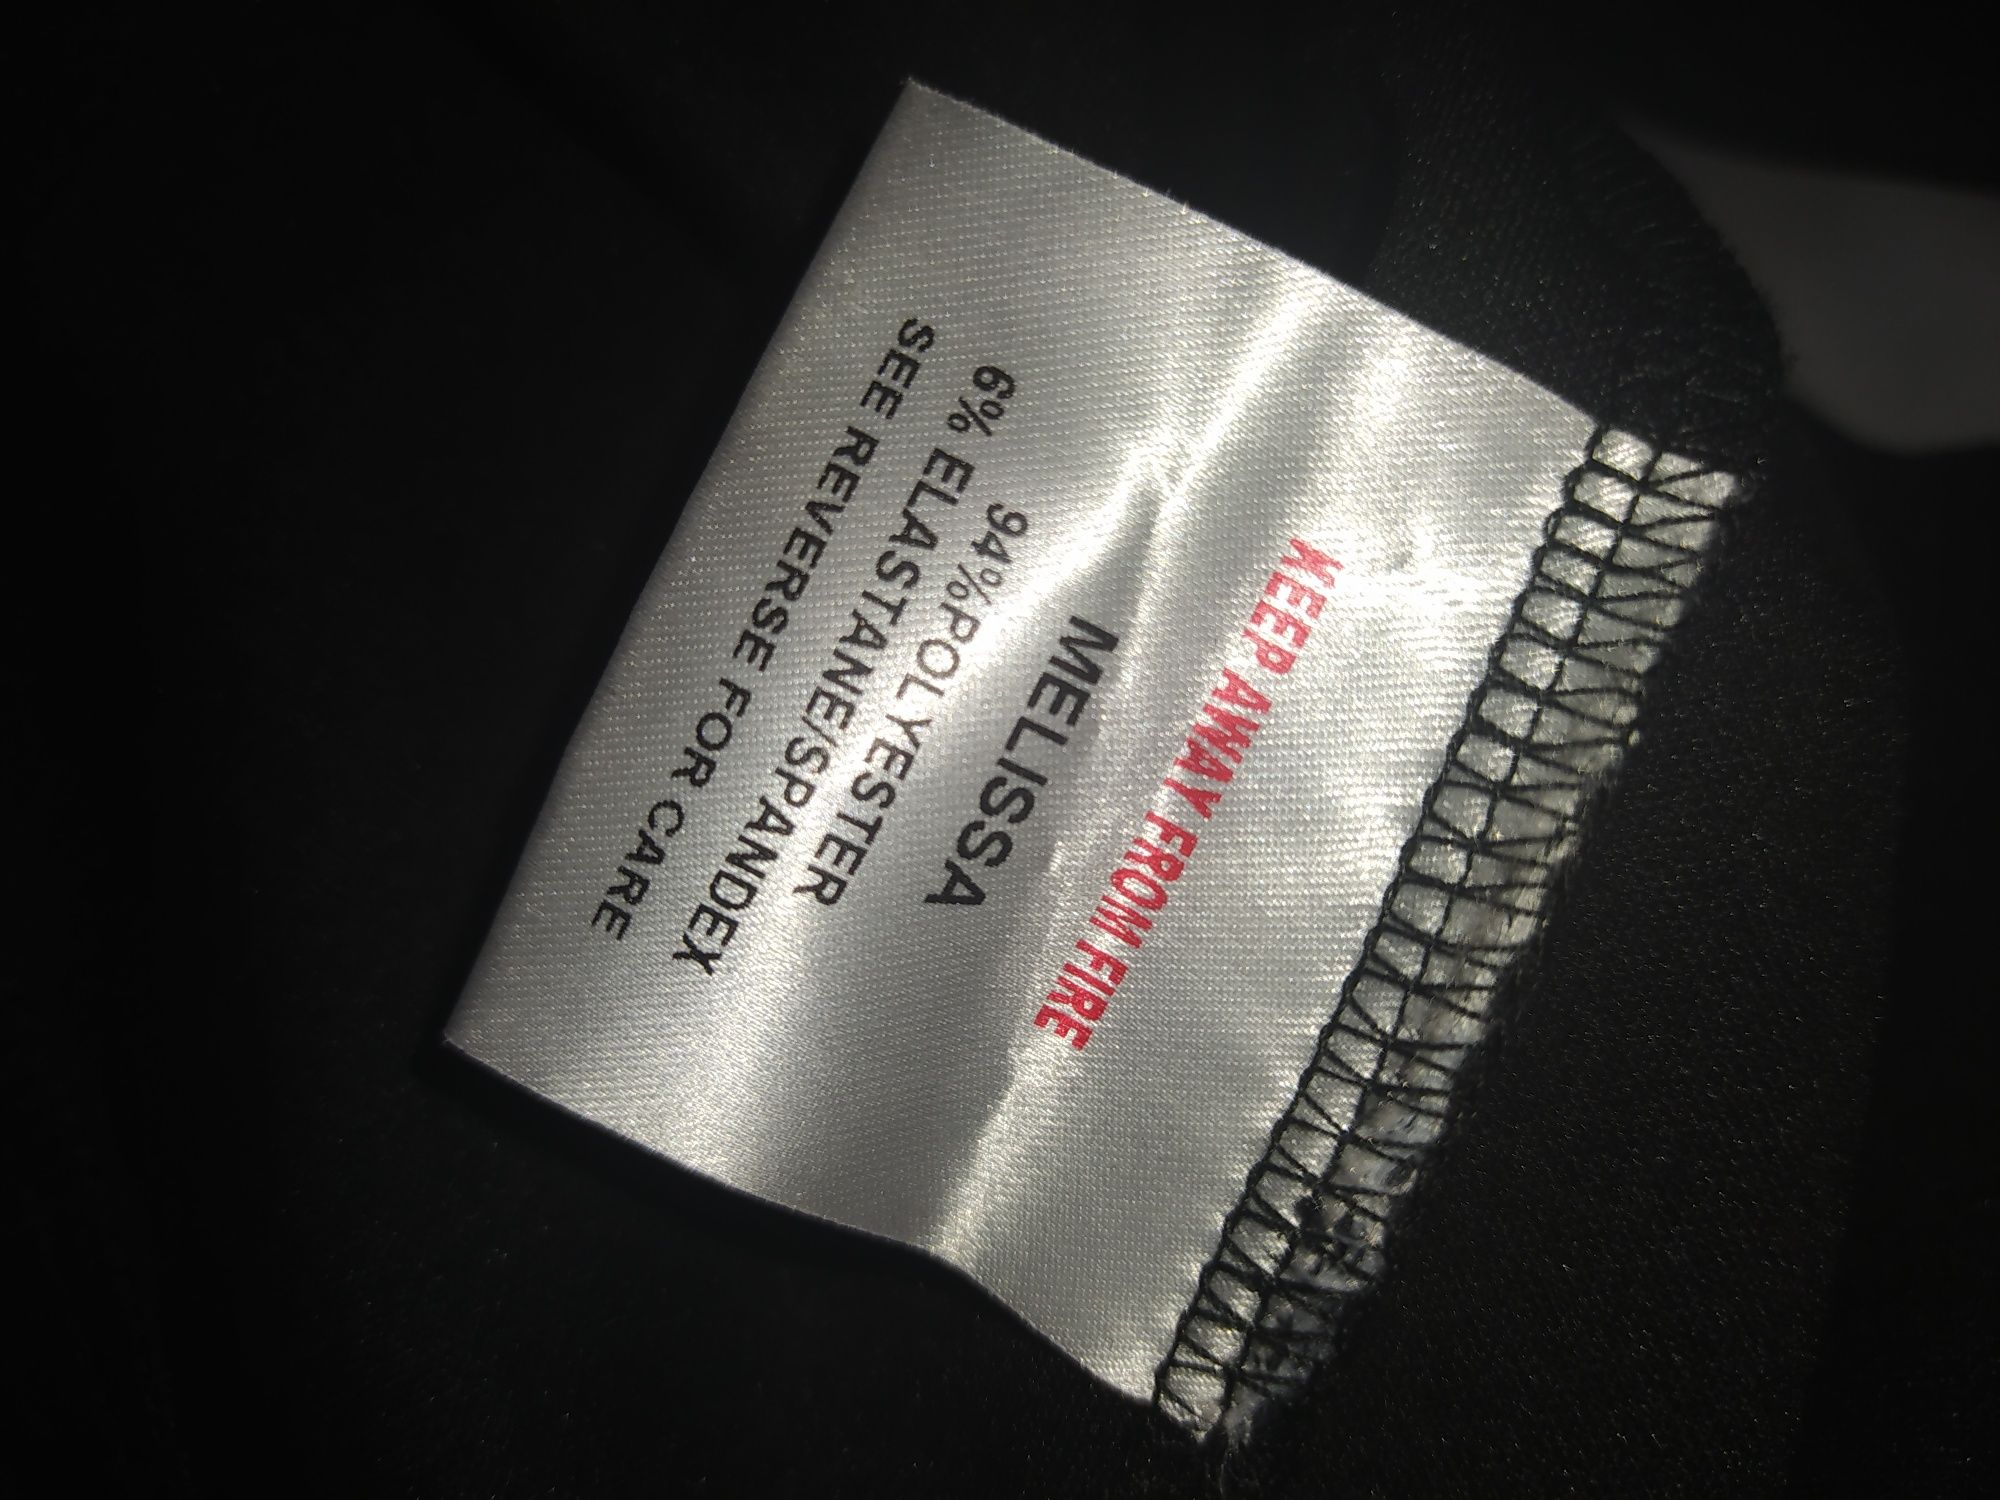 KEEP AWAY FROM FIRE
MELISSA
94%POLYESTER
6% ELASTANE/SPANDEX
SEE REVERSE FOR CARE